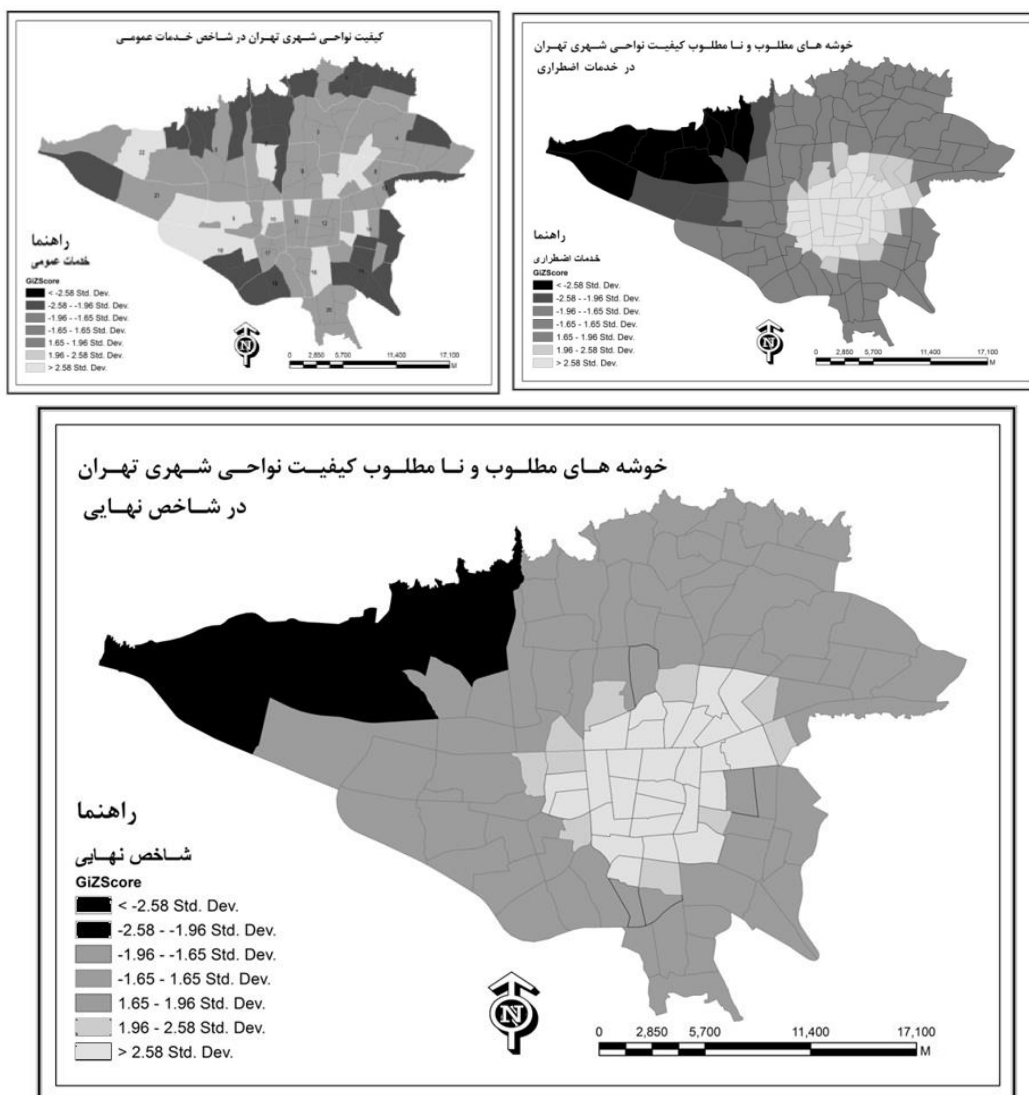 کیفیت نواحی شهری تهران در شاخص خدمات عمومی
راهنما
خدمات عمومی
GiZScore
< -2.58 Std. Dev.
-2.58 - -1.96 Std. Dev.
-1.96 - -1.65 Std. Dev.
-1.65 - 1.65 Std. Dev.
1.65 - 1.96 Std. Dev.
1.96 - 2.58 Std. Dev.
> 2.58 Std. Dev.
N
0 2,850 5,700 11,400 17,100
M
خوشه های مطلوب و نا مطلوب کیفیت نواحی شهری تهران
در خدمات اضطراری
راهنما
خدمات اضطراری
GiZScore
< -2.58 Std. Dev.
-2.58 - -1.96 Std. Dev.
-1.96 - -1.65 Std. Dev.
-1.65 - 1.65 Std. Dev.
1.65 - 1.96 Std. Dev.
1.96 - 2.58 Std. Dev.
> 2.58 Std. Dev.
N
0 2,850 5,700 11,400 17,100
M
خوشه های مطلوب و نا مطلوب کیفیت نواحی شهری تهران
در شاخص نهایی
راهنما
شاخص نهایی
GiZScore
< -2.58 Std. Dev.
-2.58 - -1.96 Std. Dev.
-1.96 - -1.65 Std. Dev.
-1.65 - 1.65 Std. Dev.
1.65 - 1.96 Std. Dev.
1.96 - 2.58 Std. Dev.
> 2.58 Std. Dev.
N
0 2,850 5,700 11,400 17,100
M